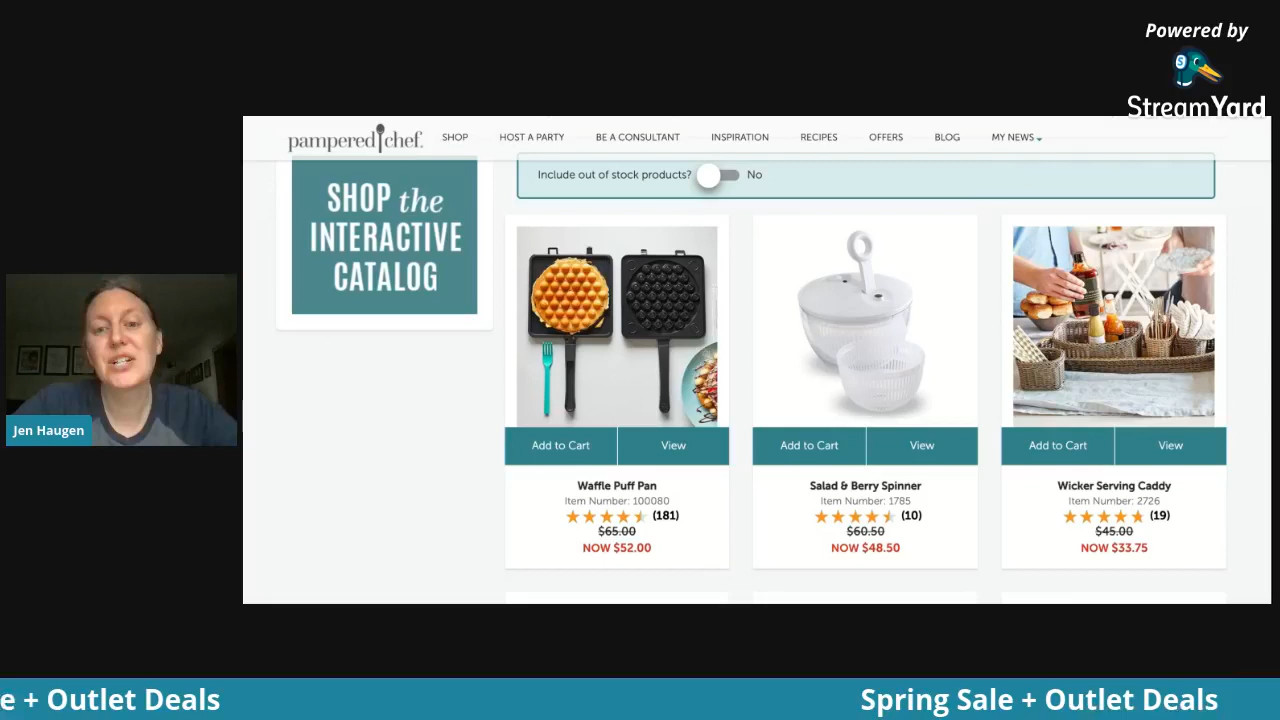 Powered by
StreamYard
pampered chef.
SHOP
HOST A PARTY
BE A CONSULTANT
INSPIRATION
RECIPES
OFFERS
BLOG
MY NEWS
Include out of stock products?
No
SHOP the
INTERACTIVE
CATALOG
Add to Cart
View
Waffle Puff Pan
Item Number: 100080
(181)
$65.00
NOW $52.00
Add to Cart
View
Salad & Berry Spinner
Item Number: 1785
(10)
$60.50
NOW $48.50
Add to Cart
View
Wicker Serving Caddy
Item Number: 2726
(19)
$45.00
NOW $33.75
Jen Haugen
e + Outlet Deals
Spring Sale + Outlet Deals